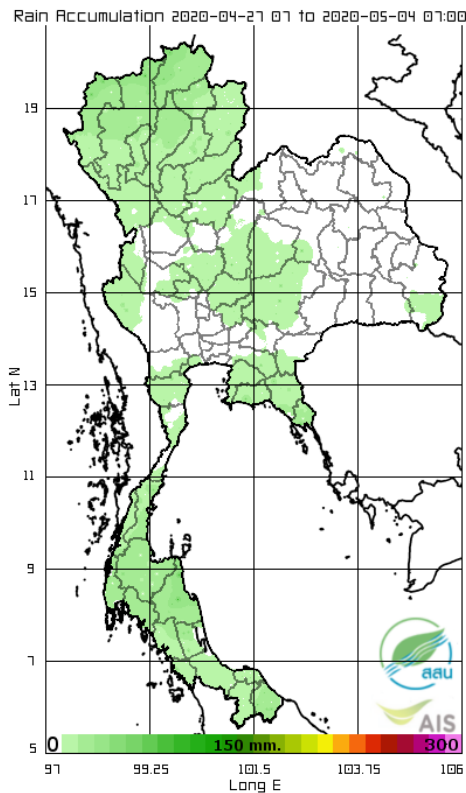 Rain Accumulation 2020-04-27 07 to 2020-05-04 07:00
19
17
15
13
11
9
7
5
Lat N
สสน
AIS
0 150 mm. 300
97 99.25 101.5 103.75 106
Long E